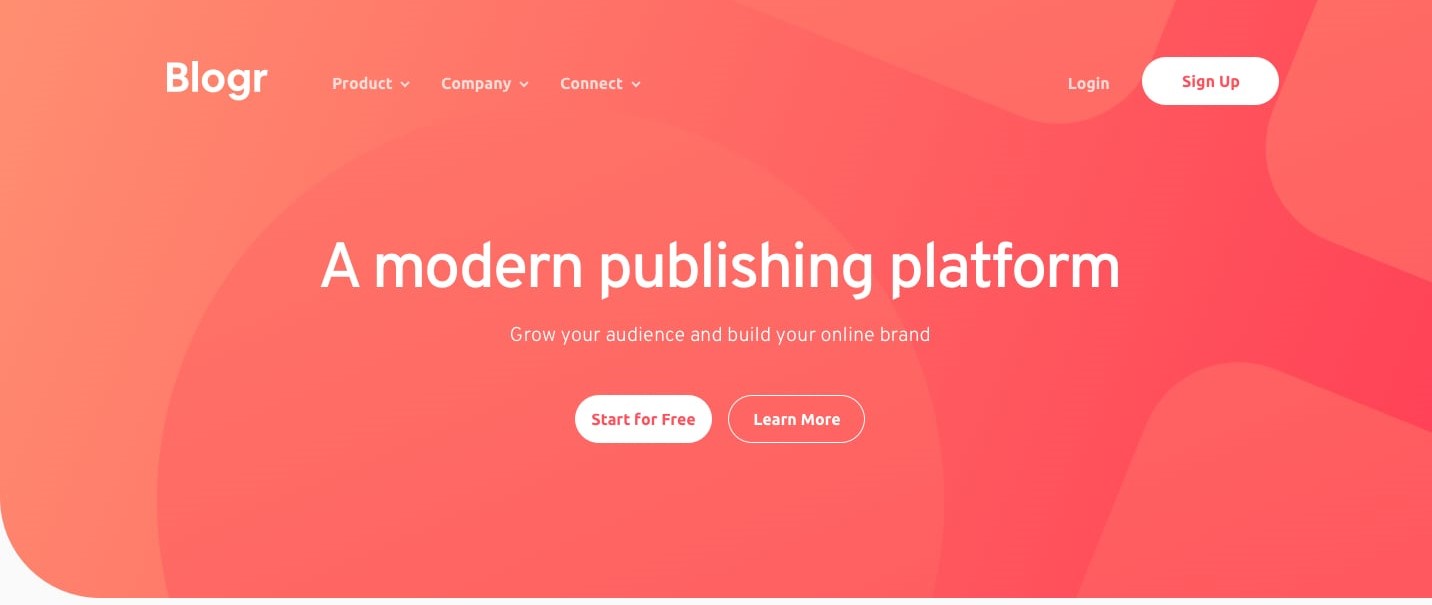 Blogr Product Company Connect Login Sign Up
A modern publishing platform
Grow your audience and build your online brand
Start for Free Learn More